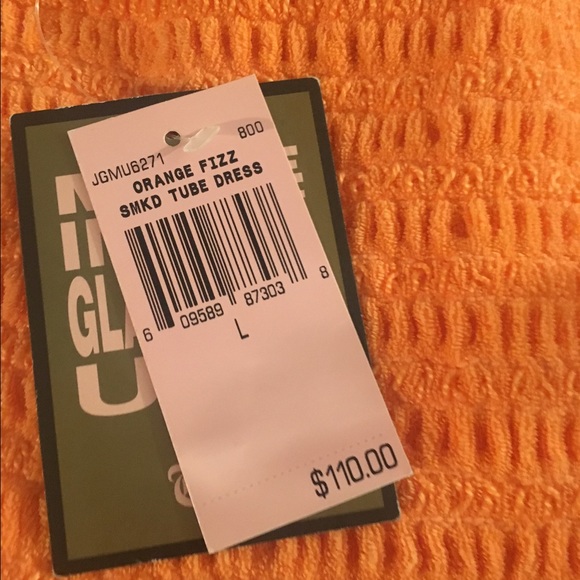 JGMU6271 800
ORANGE FIZZ
SMKD TUBE DRESS
6 09589 87303 8
L
$110.00